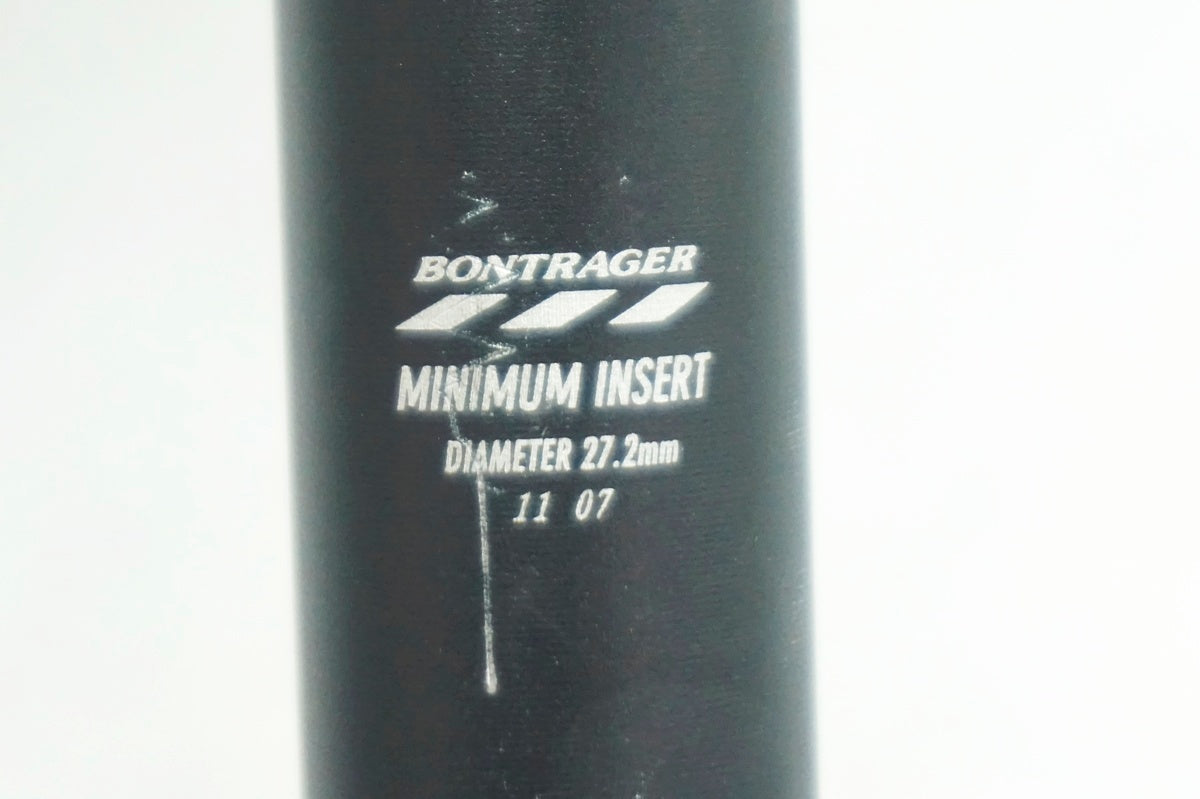 BONTRAGER
MINIMUM INSERT
DIAMETER 27.2mm
11 07